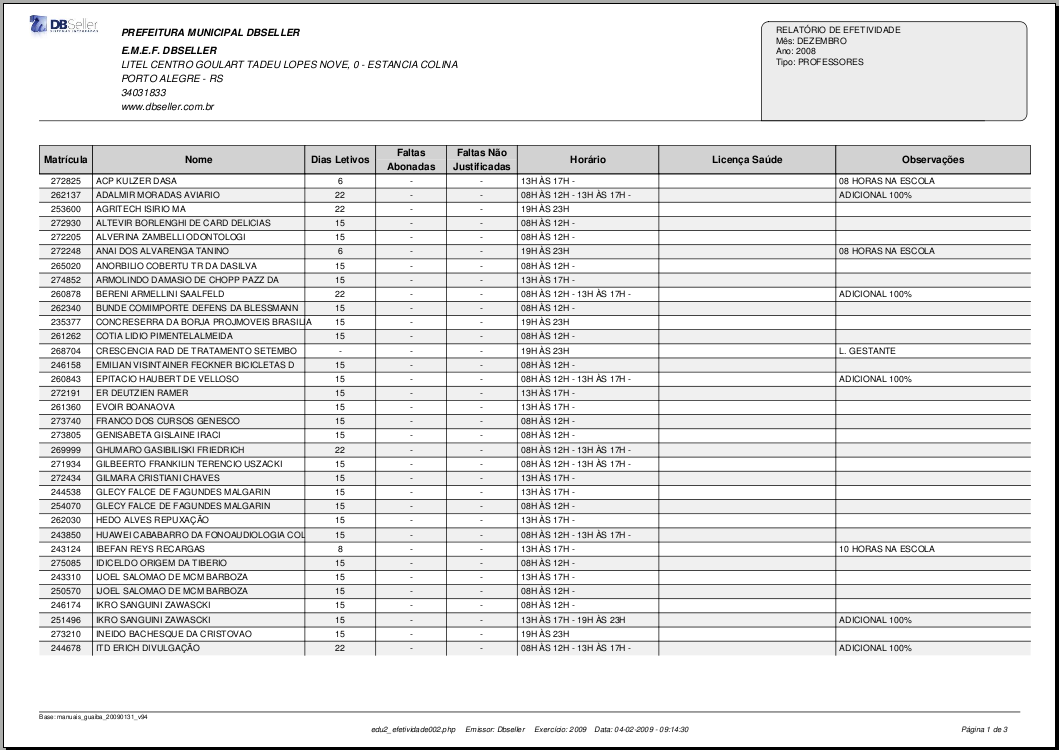 DBSeller
PREFEITURA MUNICIPAL DBSELLER
E.M.E.F. DBSELLER
LITEL CENTRO GOULART TADEU LOPES NOVE, 0 - ESTANCIA COLINA
PORTO ALEGRE - RS
34031833
www.dbseller.com.br
RELATÓRIO DE EFETIVIDADE
Mês: DEZEMBRO
Ano: 2008
Tipo: PROFESSORES
Matrícula Nome Dias Letivos Faltas Abonadas Faltas Não Justificadas Horário Licença Saúde Observações
272825 ACP KULZER DASA 6 - - 13H ÀS 17H - 08 HORAS NA ESCOLA
262137 ADALMIR MORADAS AVIARIO 22 - - 08H ÀS 12H - 13H ÀS 17H - ADICIONAL 100%
253600 AGRITECH ISIRIO MA 22 - - 19H ÀS 23H
272930 ALTEVIR BORLENGHI DE CARD DELICIAS 15 - - 08H ÀS 12H -
272205 ALVERINA ZAMBELLI ODONTOLOGI 15 - - 08H ÀS 12H -
272248 ANAI DOS ALVARENGA TANINO 6 - - 19H ÀS 23H 08 HORAS NA ESCOLA
265020 ANORBILIO COBERTU TR DA DASILVA 15 - - 08H ÀS 12H -
274852 ARMOLINDO DAMASIO DE CHOPP PAZZ DA 15 - - 13H ÀS 17H -
260878 BERENI ARMELLINI SAALFELD 22 - - 08H ÀS 12H - 13H ÀS 17H - ADICIONAL 100%
262340 BUNDE COMIMPORTE DEFENS DA BLESSMANN 15 - - 08H ÀS 12H -
235377 CONCRESERRA DA BORJA PROJMOVEIS BRASILIA 15 - - 19H ÀS 23H
261262 COTIA LIDIO PIMENTELALMEIDA 15 - - 08H ÀS 12H -
268704 CRESCENCIA RAD DE TRATAMENTO SETEMBO - - - 19H ÀS 23H L. GESTANTE
246158 EMILIAN VISINTAINER FECKNER BICICLETAS D 15 - - 08H ÀS 12H -
260843 EPITACIO HAUBERT DE VELLOSO 15 - - 08H ÀS 12H - 13H ÀS 17H - ADICIONAL 100%
272191 ER DEUTZIEN RAMER 15 - - 13H ÀS 17H -
261360 EVOIR BOANAOVA 15 - - 13H ÀS 17H -
273740 FRANCO DOS CURSOS GENESCO 15 - - 08H ÀS 12H -
273805 GENISABETA GISLAINE IRACI 15 - - 08H ÀS 12H -
269999 GHUMARO GASIBILISKI FRIEDRICH 22 - - 08H ÀS 12H - 13H ÀS 17H -
271934 GILBEERTO FRANKILIN TERENCIO USZACKI 15 - - 08H ÀS 12H - 13H ÀS 17H -
272434 GILMARA CRISTIANI CHAVES 15 - - 13H ÀS 17H -
244538 GLECY FALCE DE FAGUNDES MALGARIN 15 - - 13H ÀS 17H -
254070 GLECY FALCE DE FAGUNDES MALGARIN 15 - - 08H ÀS 12H -
262030 HEDO ALVES REPUXAÇÃO 15 - - 13H ÀS 17H -
243850 HUAWEI CABABARRO DA FONOAUDIOLOGIA COL 15 - - 08H ÀS 12H - 13H ÀS 17H -
243124 IBEFAN REYS RECARGAS 8 - - 13H ÀS 17H - 10 HORAS NA ESCOLA
275085 IDICELDO ORIGEM DA TIBERIO 15 - - 08H ÀS 12H -
243310 IJOEL SALOMAO DE MCM BARBOZA 15 - - 13H ÀS 17H -
250570 IJOEL SALOMAO DE MCM BARBOZA 15 - - 08H ÀS 12H -
246174 IKRO SANGUINI ZAWASCKI 15 - - 08H ÀS 12H -
251496 IKRO SANGUINI ZAWASCKI 15 - - 13H ÀS 17H - 19H ÀS 23H ADICIONAL 100%
273210 INEIDO BACHESQUE DA CRISTOVAO 15 - - 19H ÀS 23H
244678 ITD ERICH DIVULGAÇÃO 22 - - 08H ÀS 12H - 13H ÀS 17H - ADICIONAL 100%
Base: manuais_guaiba_20090131_v94
edu2_efetividade002.php Emissor: Dbseller Exercício: 2009 Data: 04-02-2009 - 09:14:30 Página 1 de 3